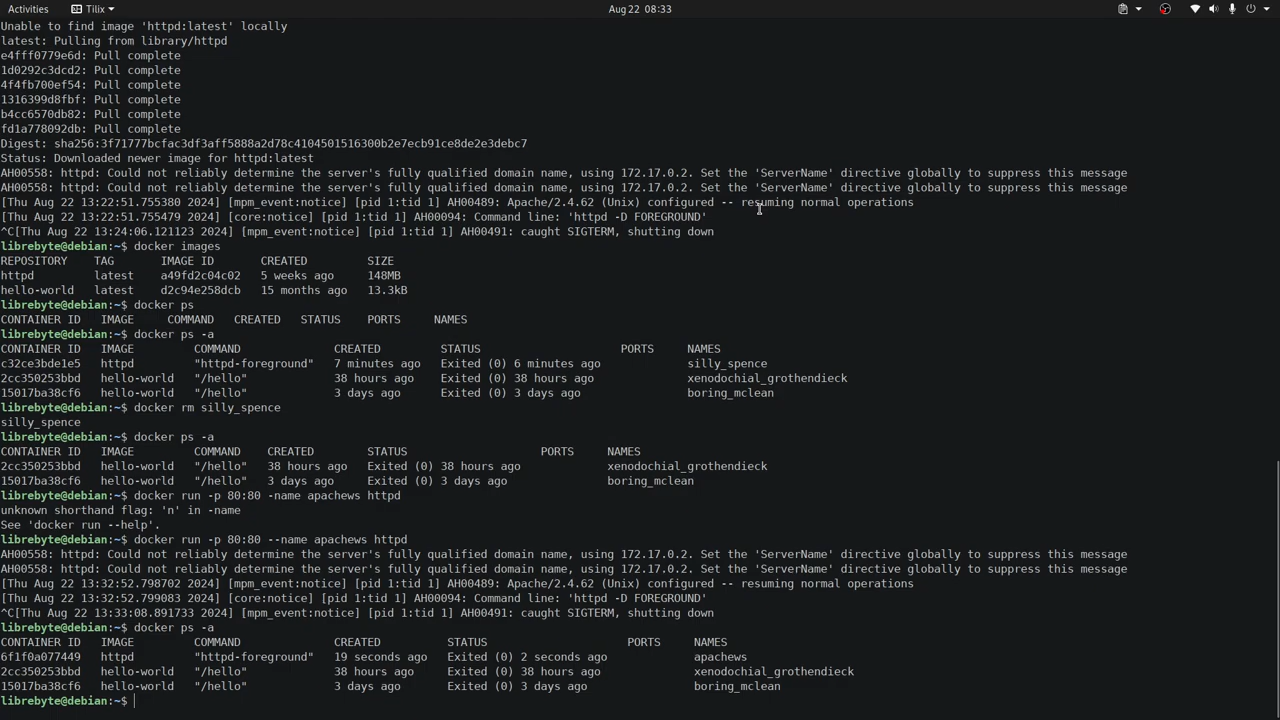 Activities Tilix Aug 22 08:33
Unable to find image 'httpd:latest' locally
latest: Pulling from library/httpd
e4fff0779e6d: Pull complete
1d0292c3dcd2: Pull complete
4f4fb700ef54: Pull complete
1316399d8fbf: Pull complete
b4cc6570db82: Pull complete
fd1a778092db: Pull complete
Digest: sha256:3f71777bcfac3df3aff5888a2d78c4104501516300b2e7ecb91ce8de2e3debc7
Status: Downloaded newer image for httpd:latest
AH00558: httpd: Could not reliably determine the server's fully qualified domain name, using 172.17.0.2. Set the 'ServerName' directive globally to suppress this message
AH00558: httpd: Could not reliably determine the server's fully qualified domain name, using 172.17.0.2. Set the 'ServerName' directive globally to suppress this message
[Thu Aug 22 13:22:51.755380 2024] [mpm_event:notice] [pid 1:tid 1] AH00489: Apache/2.4.62 (Unix) configured -- resuming normal operations
[Thu Aug 22 13:22:51.755479 2024] [core:notice] [pid 1:tid 1] AH00094: Command line: 'httpd -D FOREGROUND'
^C[Thu Aug 22 13:24:06.121123 2024] [mpm_event:notice] [pid 1:tid 1] AH00491: caught SIGTERM, shutting down
librebyte@debian:~$ docker images
REPOSITORY TAG IMAGE ID CREATED SIZE
httpd latest a49fd2c04c02 5 weeks ago 148MB
hello-world latest d2c94e258dcb 15 months ago 13.3kB
librebyte@debian:~$ docker ps
CONTAINER ID IMAGE COMMAND CREATED STATUS PORTS NAMES
librebyte@debian:~$ docker ps -a
CONTAINER ID IMAGE COMMAND CREATED STATUS PORTS NAMES
c32ce3bde1e5 httpd "httpd-foreground" 7 minutes ago Exited (0) 6 minutes ago silly_spence
2cc350253bbd hello-world "/hello" 38 hours ago Exited (0) 38 hours ago xenodochial_grothendieck
15017ba38cf6 hello-world "/hello" 3 days ago Exited (0) 3 days ago boring_mclean
librebyte@debian:~$ docker rm silly_spence
silly_spence
librebyte@debian:~$ docker ps -a
CONTAINER ID IMAGE COMMAND CREATED STATUS PORTS NAMES
2cc350253bbd hello-world "/hello" 38 hours ago Exited (0) 38 hours ago xenodochial_grothendieck
15017ba38cf6 hello-world "/hello" 3 days ago Exited (0) 3 days ago boring_mclean
librebyte@debian:~$ docker run -p 80:80 -name apachews httpd
unknown shorthand flag: 'n' in -name
See 'docker run --help'.
librebyte@debian:~$ docker run -p 80:80 --name apachews httpd
AH00558: httpd: Could not reliably determine the server's fully qualified domain name, using 172.17.0.2. Set the 'ServerName' directive globally to suppress this message
AH00558: httpd: Could not reliably determine the server's fully qualified domain name, using 172.17.0.2. Set the 'ServerName' directive globally to suppress this message
[Thu Aug 22 13:32:52.798702 2024] [mpm_event:notice] [pid 1:tid 1] AH00489: Apache/2.4.62 (Unix) configured -- resuming normal operations
[Thu Aug 22 13:32:52.799083 2024] [core:notice] [pid 1:tid 1] AH00094: Command line: 'httpd -D FOREGROUND'
^C[Thu Aug 22 13:33:08.891733 2024] [mpm_event:notice] [pid 1:tid 1] AH00491: caught SIGTERM, shutting down
librebyte@debian:~$ docker ps -a
CONTAINER ID IMAGE COMMAND CREATED STATUS PORTS NAMES
6f1f0a077449 httpd "httpd-foreground" 19 seconds ago Exited (0) 2 seconds ago apachews
2cc350253bbd hello-world "/hello" 38 hours ago Exited (0) 38 hours ago xenodochial_grothendieck
15017ba38cf6 hello-world "/hello" 3 days ago Exited (0) 3 days ago boring_mclean
librebyte@debian:~$